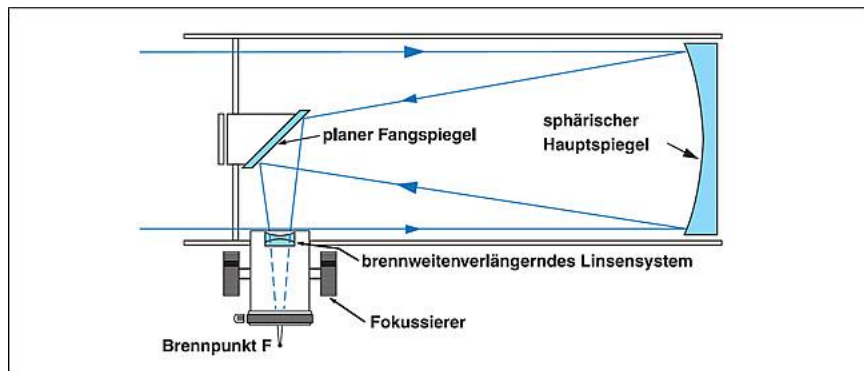 planer Fangspiegel
sphärischer
Hauptspiegel
brennweitenverlängerndes Linsensystem
Fokussierer
Brennpunkt F